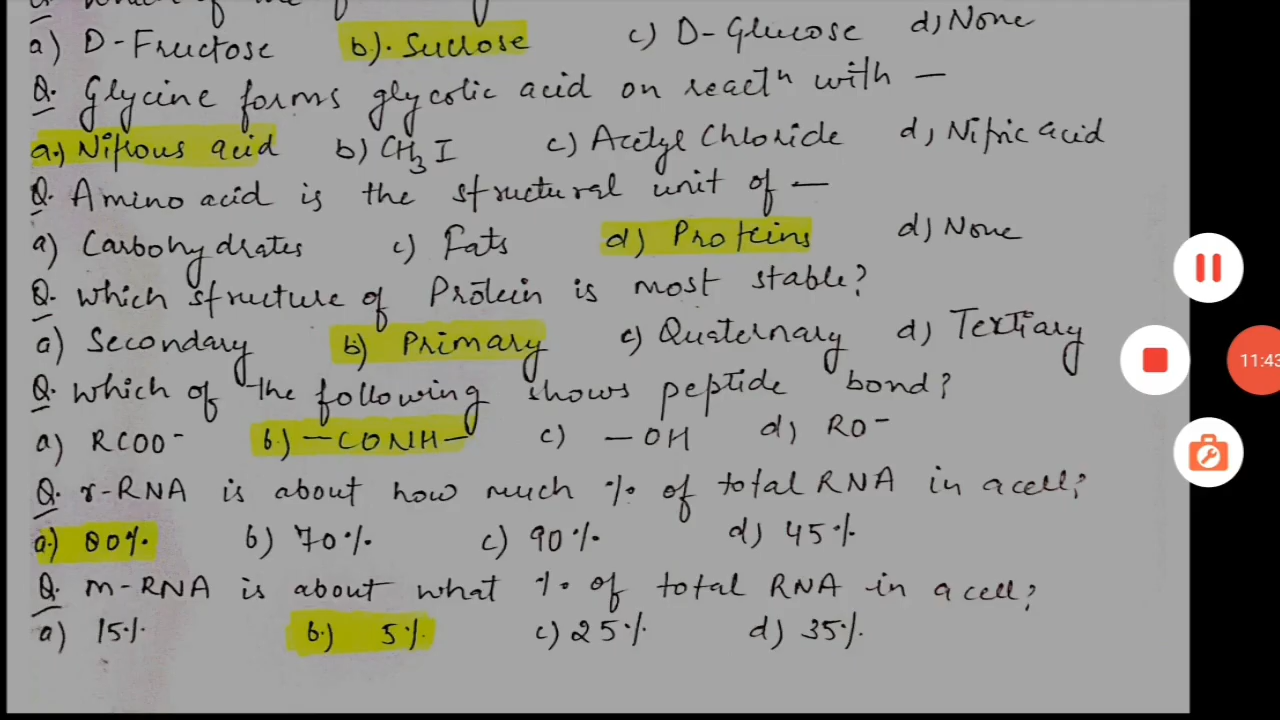 a) D-Fructose b). Sucrose c) D-Glucose d) None
Q. Glycine forms glycolic acid on reactⁿ with —
a.) Nitrous acid b) CH₃I c) Acetyl Chloride d) Nitric acid
Q. Amino acid is the structural unit of —
a) Carbohydrates c) Fats d) Proteins d) None
Q. Which structure of Protein is most stable?
a) Secondary b) Primary c) Quaternary d) Tertiary
Q. Which of the following shows peptide bond?
a) RCOO⁻ b.) —CONH— c) —OH d) RO⁻
Q. r-RNA is about how much % of total RNA in a cell?
a.) 80% b) 70% c) 90% d) 45%
Q. m-RNA is about what % of total RNA in a cell?
a) 15% b.) 5% c) 25% d) 35%
11:43